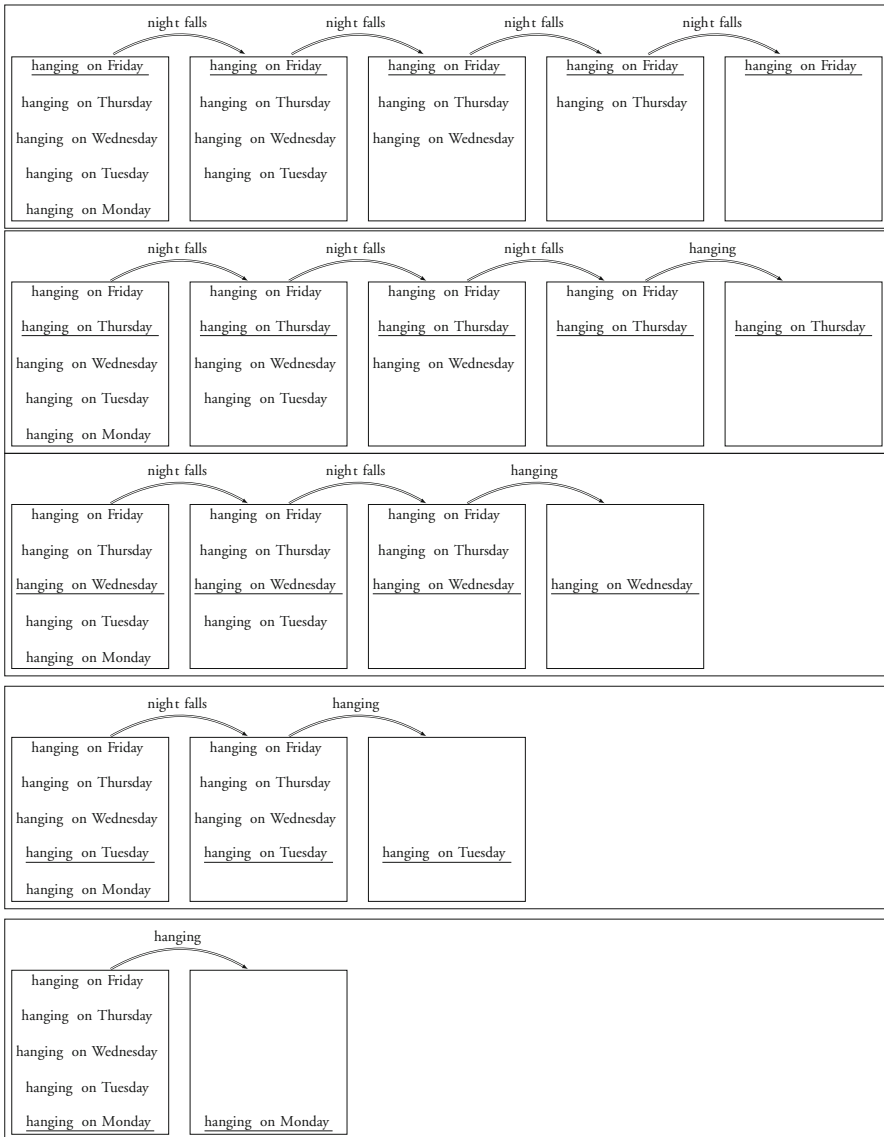 night falls night falls night falls night falls
hanging on Friday hanging on Friday hanging on Friday hanging on Friday hanging on Friday
hanging on Thursday hanging on Thursday hanging on Thursday hanging on Thursday
hanging on Wednesday hanging on Wednesday hanging on Wednesday
hanging on Tuesday hanging on Tuesday
hanging on Monday
night falls night falls night falls hanging
hanging on Friday hanging on Friday hanging on Friday hanging on Friday
hanging on Thursday hanging on Thursday hanging on Thursday hanging on Thursday hanging on Thursday
hanging on Wednesday hanging on Wednesday hanging on Wednesday
hanging on Tuesday hanging on Tuesday
hanging on Monday
night falls night falls hanging
hanging on Friday hanging on Friday hanging on Friday
hanging on Thursday hanging on Thursday hanging on Thursday
hanging on Wednesday hanging on Wednesday hanging on Wednesday hanging on Wednesday
hanging on Tuesday hanging on Tuesday
hanging on Monday
night falls hanging
hanging on Friday hanging on Friday
hanging on Thursday hanging on Thursday
hanging on Wednesday hanging on Wednesday
hanging on Tuesday hanging on Tuesday hanging on Tuesday
hanging on Monday
hanging
hanging on Friday
hanging on Thursday
hanging on Wednesday
hanging on Tuesday
hanging on Monday hanging on Monday